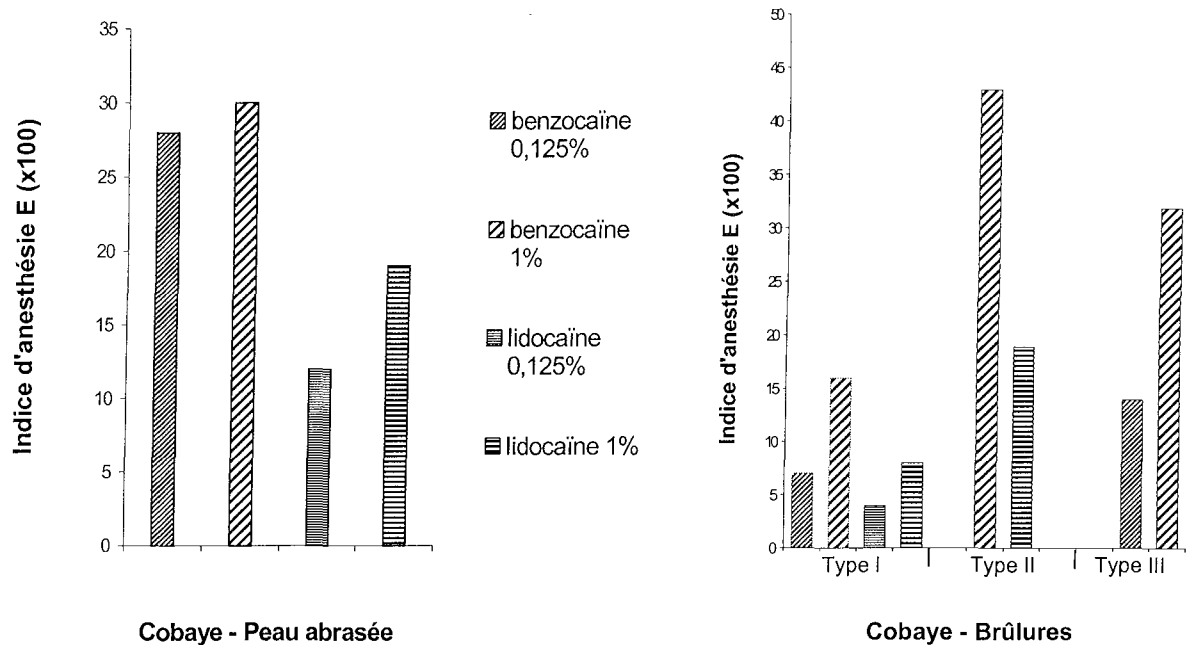 Indice d'anesthésie E (x100)
35
30
25
20
15
10
5
0
Cobaye - Peau abrasée
benzocaïne
0,125%
benzocaïne
1%
lidocaïne
0,125%
lidocaïne 1%
Indice d'anesthésie E (x100)
50
45
40
35
30
25
20
15
10
5
0
Type I
Type II
Type III
Cobaye - Brûlures